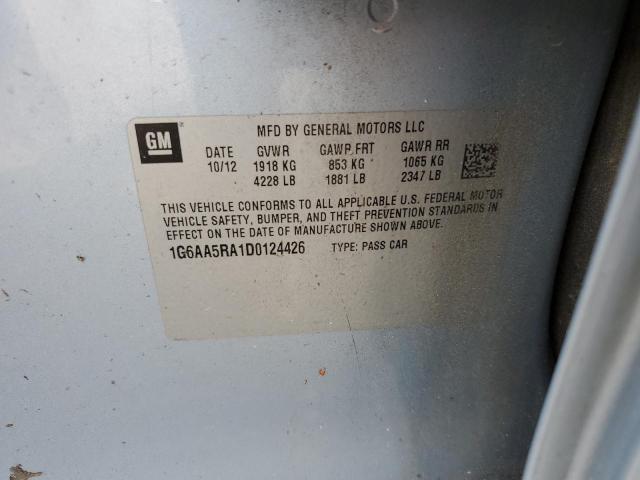 GM
MFD BY GENERAL MOTORS LLC
DATE GVWR GAWR FRT GAWR RR
10/12 1918 KG 853 KG 1065 KG
4228 LB 1881 LB 2347 LB
THIS VEHICLE CONFORMS TO ALL APPLICABLE U.S. FEDERAL MOTOR
VEHICLE SAFETY, BUMPER, AND THEFT PREVENTION STANDARDS IN
EFFECT ON THE DATE OF MANUFACTURE SHOWN ABOVE.
1G6AA5RA1D0124426 TYPE: PASS CAR